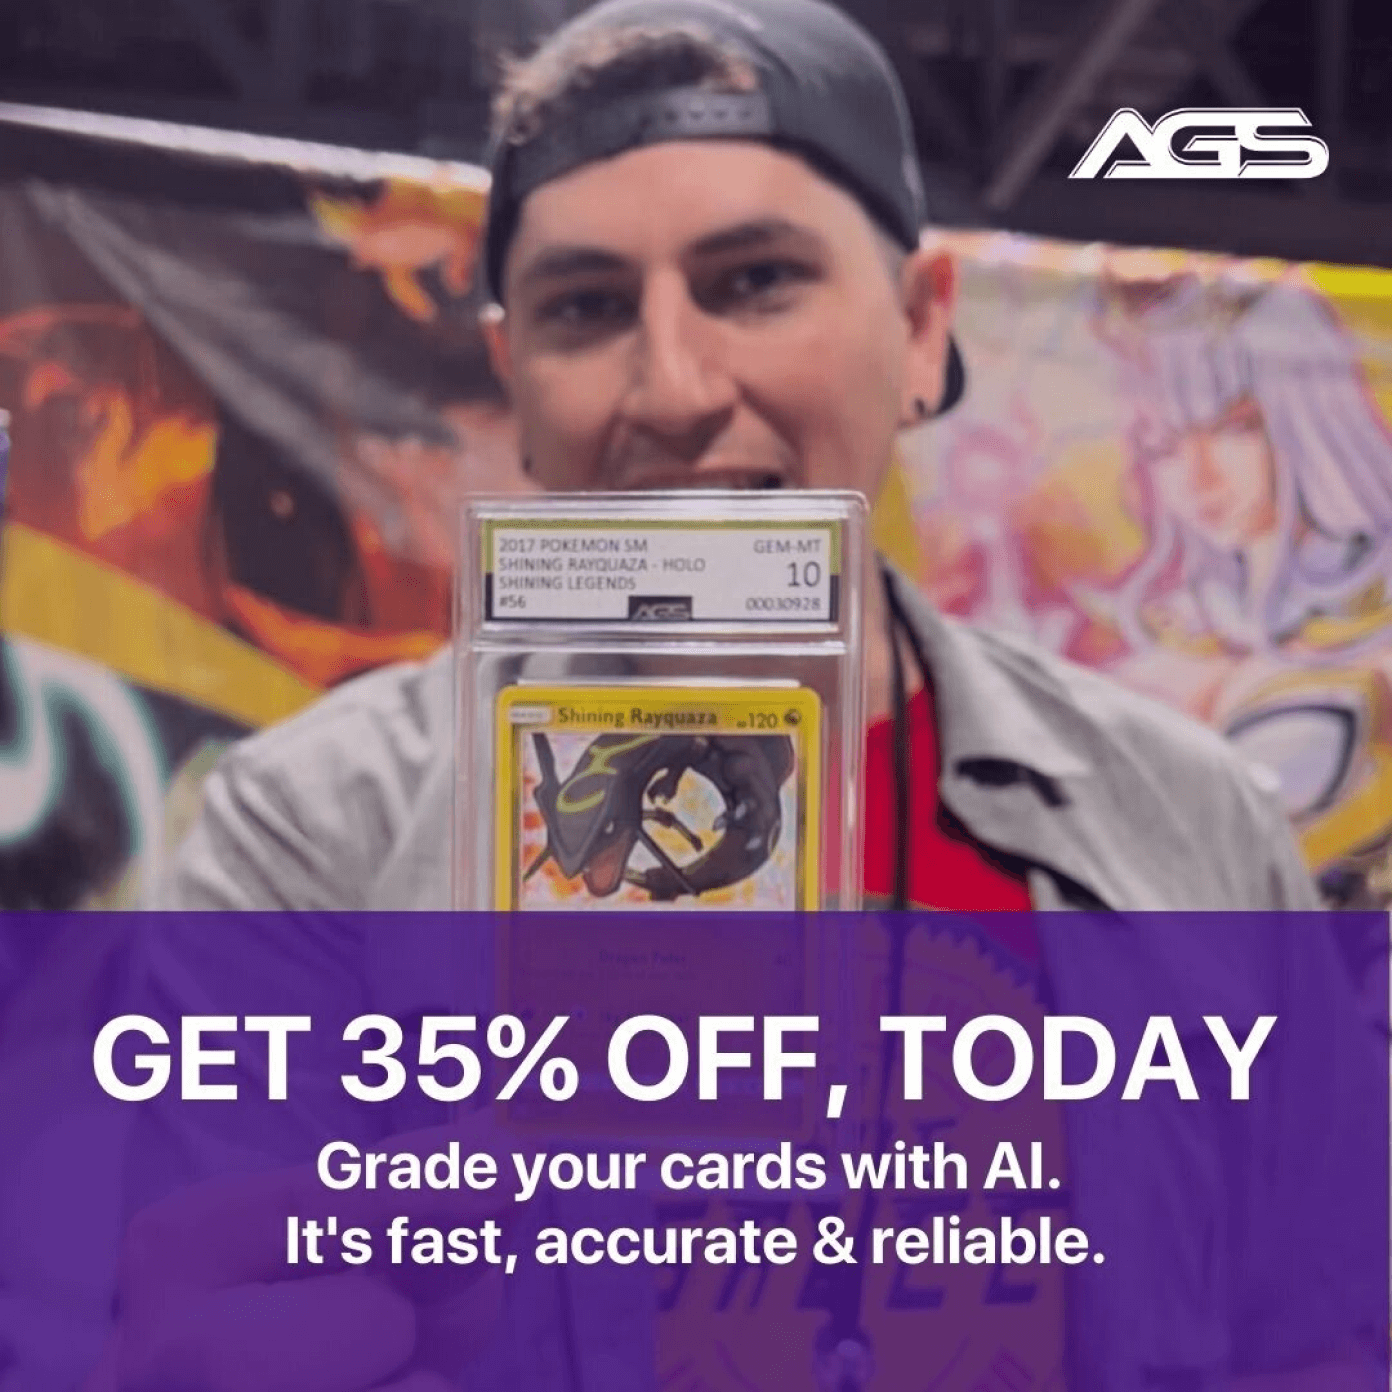 AGS
2017 POKEMON SM
GEM-MT
SHINING RAYQUAZA - HOLO
10
SHINING LEGENDS
#56
AGS
00030928
Shining Rayquaza
120
GET 35% OFF, TODAY
Grade your cards with AI.
It's fast, accurate & reliable.